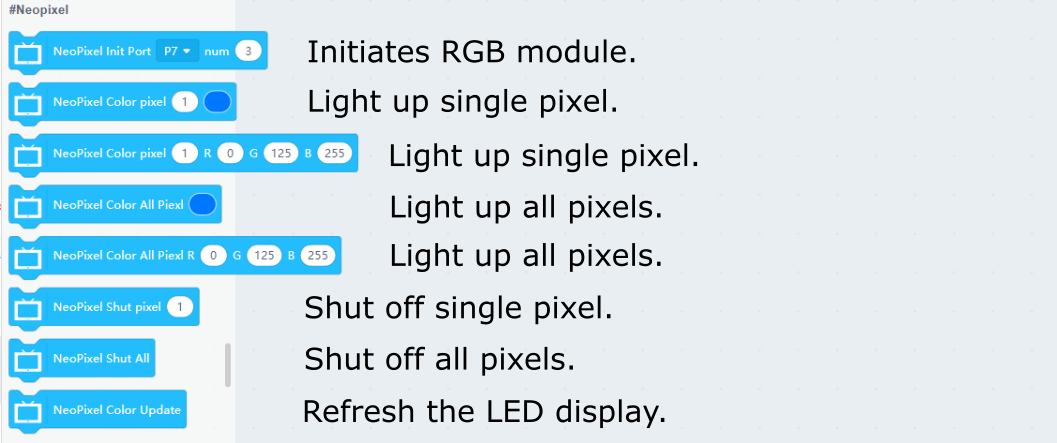 #Neopixel
NeoPixel Init Port P7 num 3 Initiates RGB module.
NeoPixel Color pixel 1 Light up single pixel.
NeoPixel Color pixel 1 R 0 G 125 B 255 Light up single pixel.
NeoPixel Color All Piexl Light up all pixels.
NeoPixel Color All Piexl R 0 G 125 B 255 Light up all pixels.
NeoPixel Shut pixel 1 Shut off single pixel.
NeoPixel Shut All Shut off all pixels.
NeoPixel Color Update Refresh the LED display.